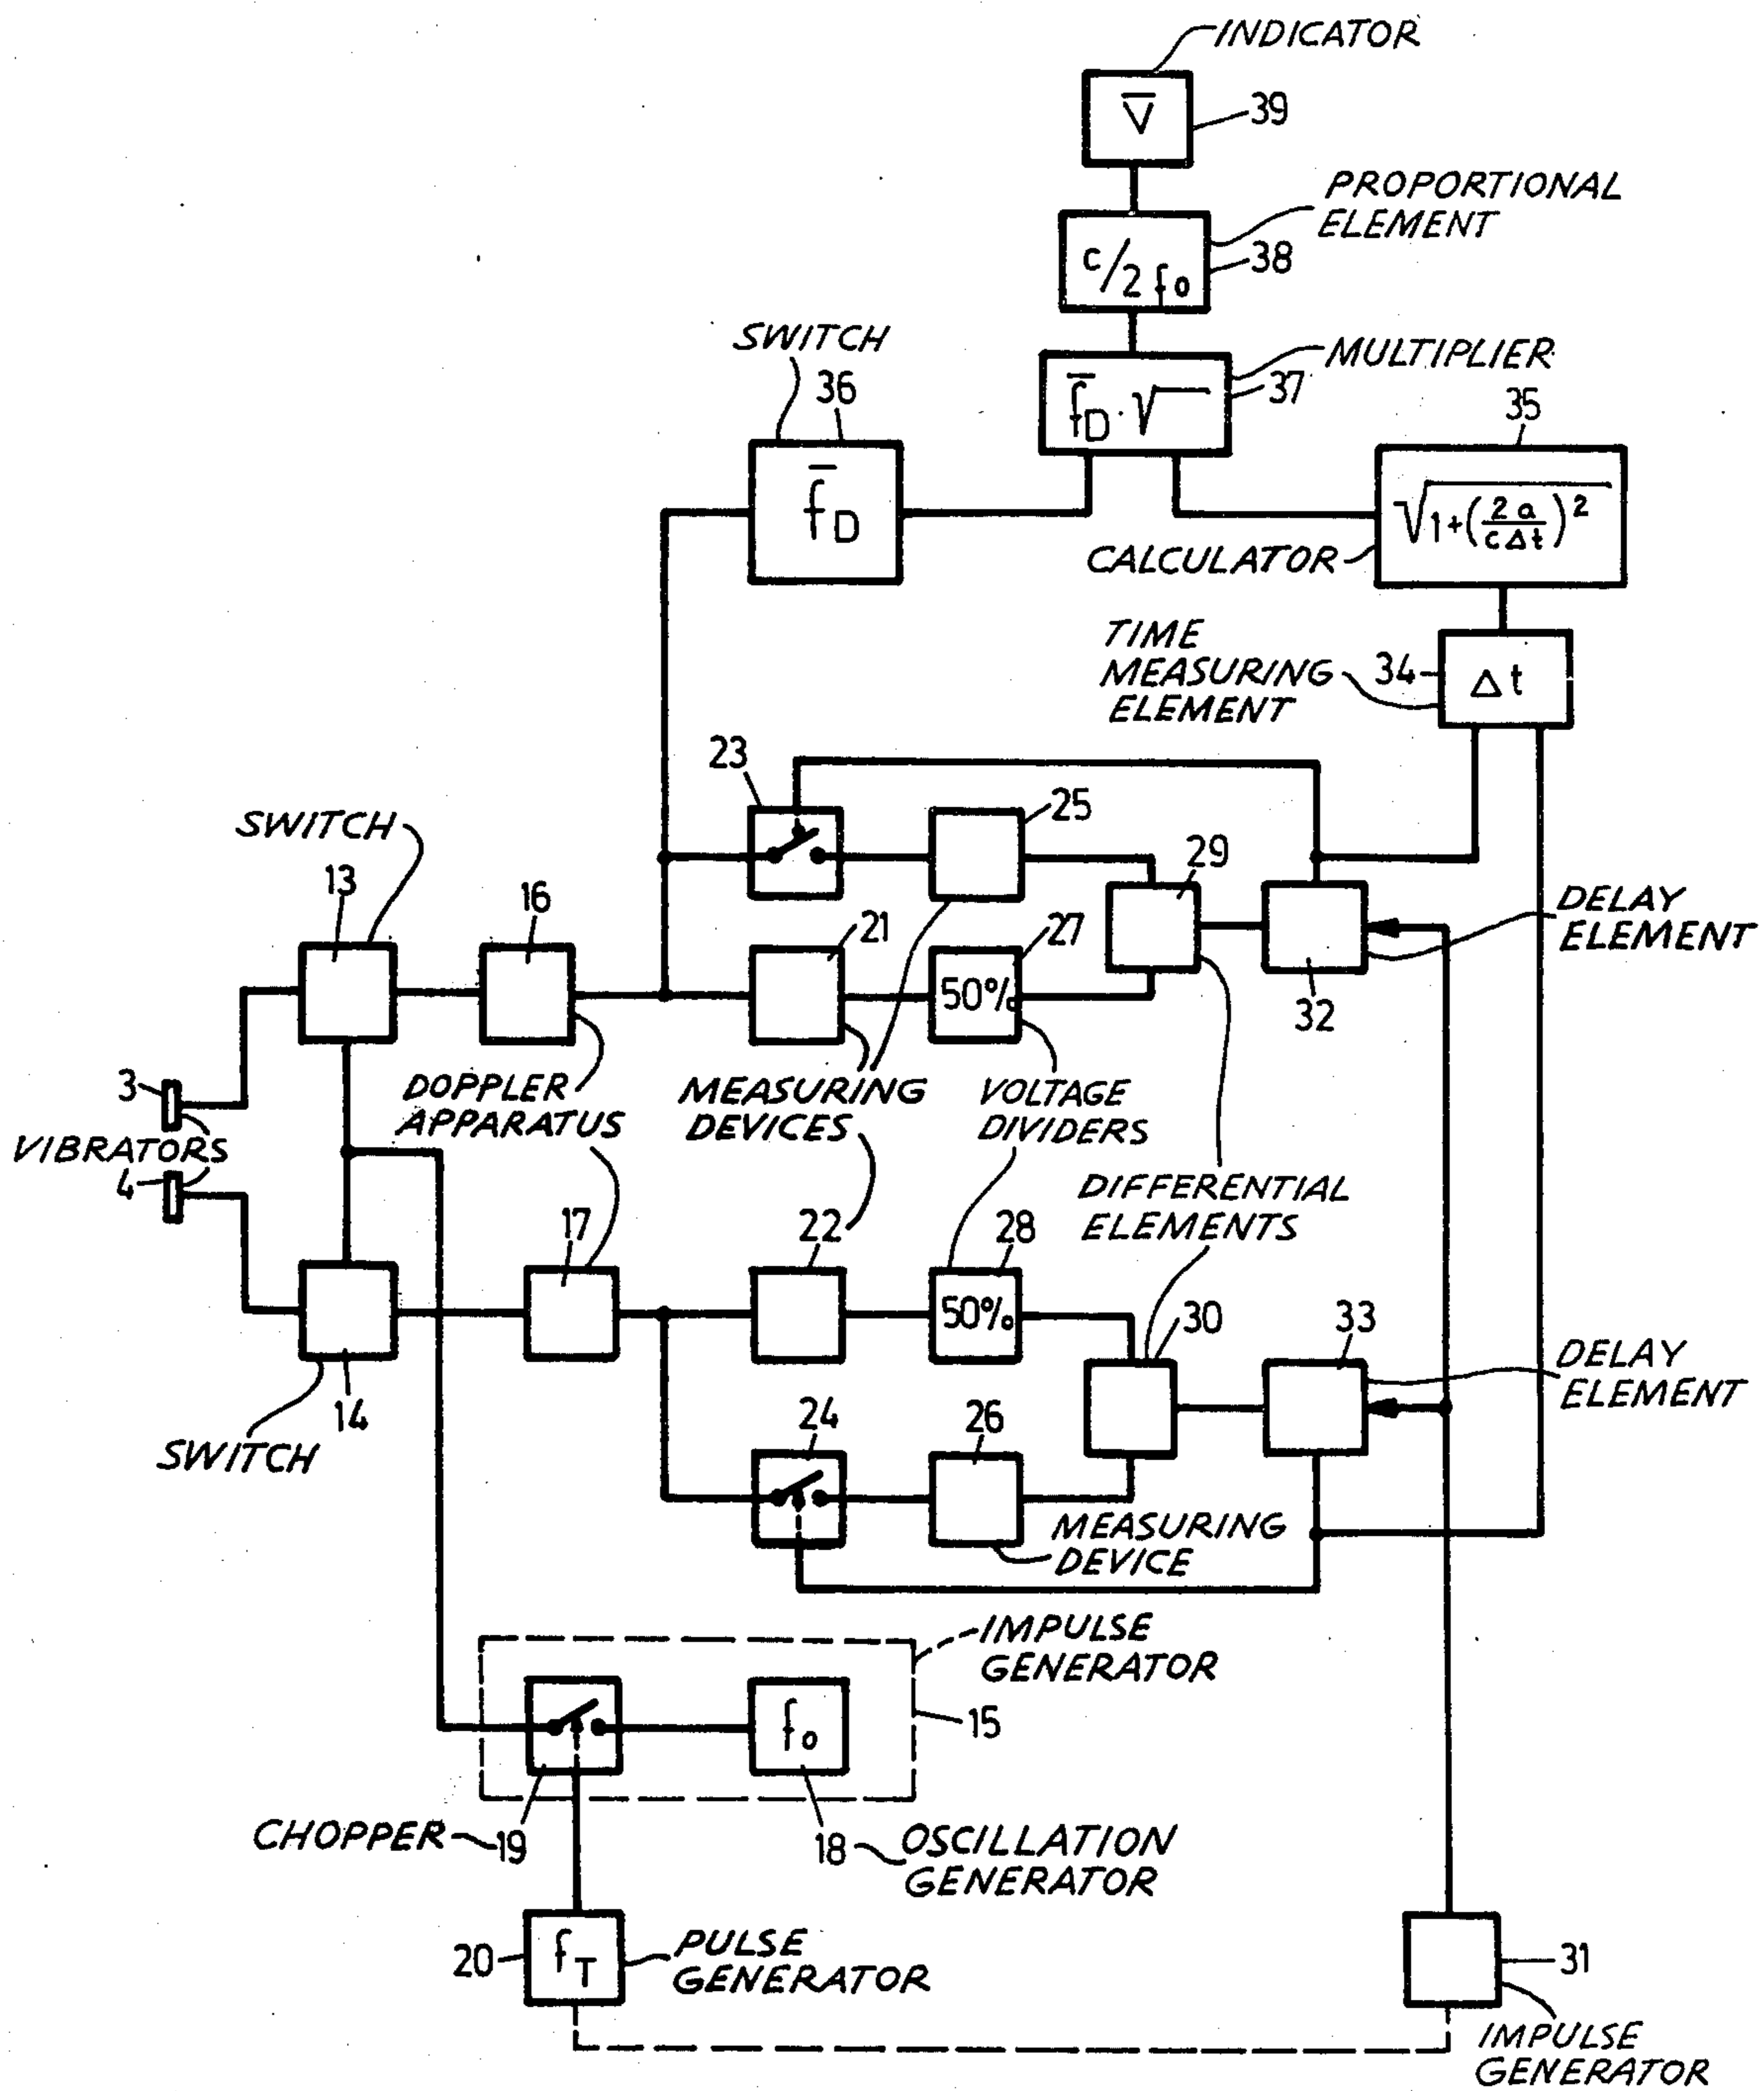 INDICATOR
V̅
39
PROPORTIONAL
ELEMENT
c/2 fo
38
SWITCH
36
MULTIPLIER
37
f̅D · √
35
f̅D
√1+(2a/cΔt)2
CALCULATOR
TIME
MEASURING
ELEMENT
34
Δt
23
25
SWITCH
29
13
16
21
27
DELAY
ELEMENT
50%
32
3
DOPPLER
APPARATUS
MEASURING
DEVICES
VOLTAGE
DIVIDERS
VIBRATORS
4
DIFFERENTIAL
ELEMENTS
17
22
28
50%
30
33
DELAY
ELEMENT
14
24
26
SWITCH
MEASURING
DEVICE
IMPULSE
GENERATOR
15
fo
CHOPPER
19
18
OSCILLATION
GENERATOR
20
fT
PULSE
GENERATOR
31
IMPULSE
GENERATOR